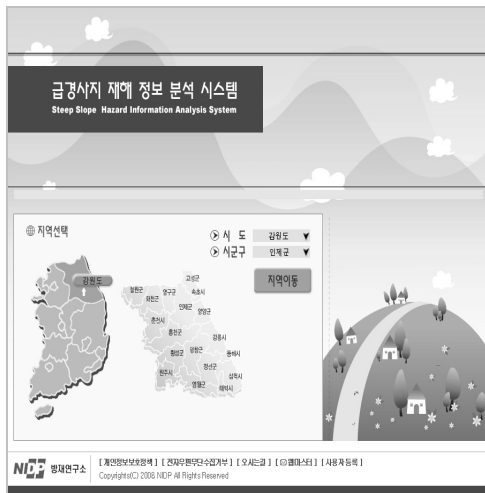 급경사지 재해 정보 분석 시스템
Steep Slope Hazard Information Analysis System
지역선택
시 도 강원도
시군구 인제군
지역이동
강원도
고성군
철원군 양구군 속초시
화천군
인제군 양양군
춘천시
홍천군 강릉시
횡성군 평창군 동해시
정선군
원주시 삼척시
영월군 태백시
NIDP 방재연구소
[ 개인정보보호정책 ] [ 전자우편무단수집거부 ] [ 오시는길 ] [ 웹마스터 ] [ 사용자등록 ]
Copyrights(C) 2008 NIDP All Rights Reserved